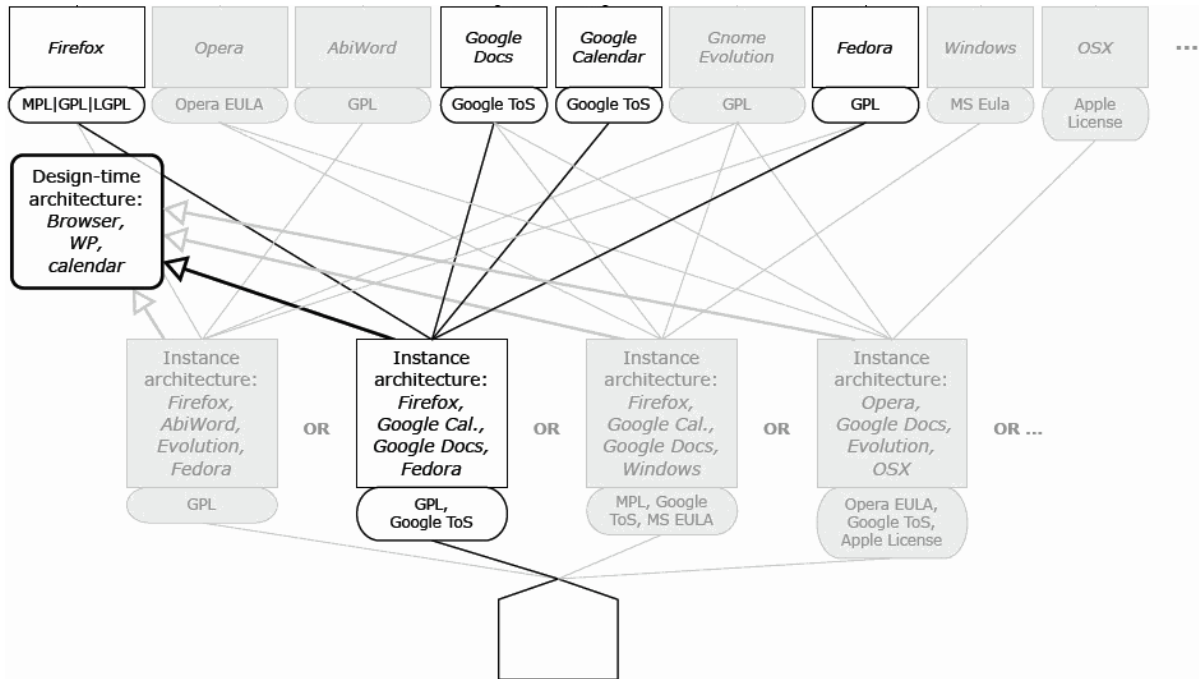 Firefox
Opera
AbiWord
Google
Docs
Google
Calendar
Gnome
Evolution
Fedora
Windows
OSX
...
MPL|GPL|LGPL
Opera EULA
GPL
Google ToS
Google ToS
GPL
GPL
MS Eula
Apple
License
Design-time
architecture:
Browser,
WP,
calendar
Instance
architecture:
Firefox,
AbiWord,
Evolution,
Fedora
GPL
OR
Instance
architecture:
Firefox,
Google Cal.,
Google Docs,
Fedora
GPL,
Google ToS
OR
Instance
architecture:
Firefox,
Google Cal.,
Google Docs,
Windows
MPL, Google
ToS, MS EULA
OR
Instance
architecture:
Opera,
Google Docs,
Evolution,
OSX
Opera EULA,
Google ToS,
Apple License
OR ...